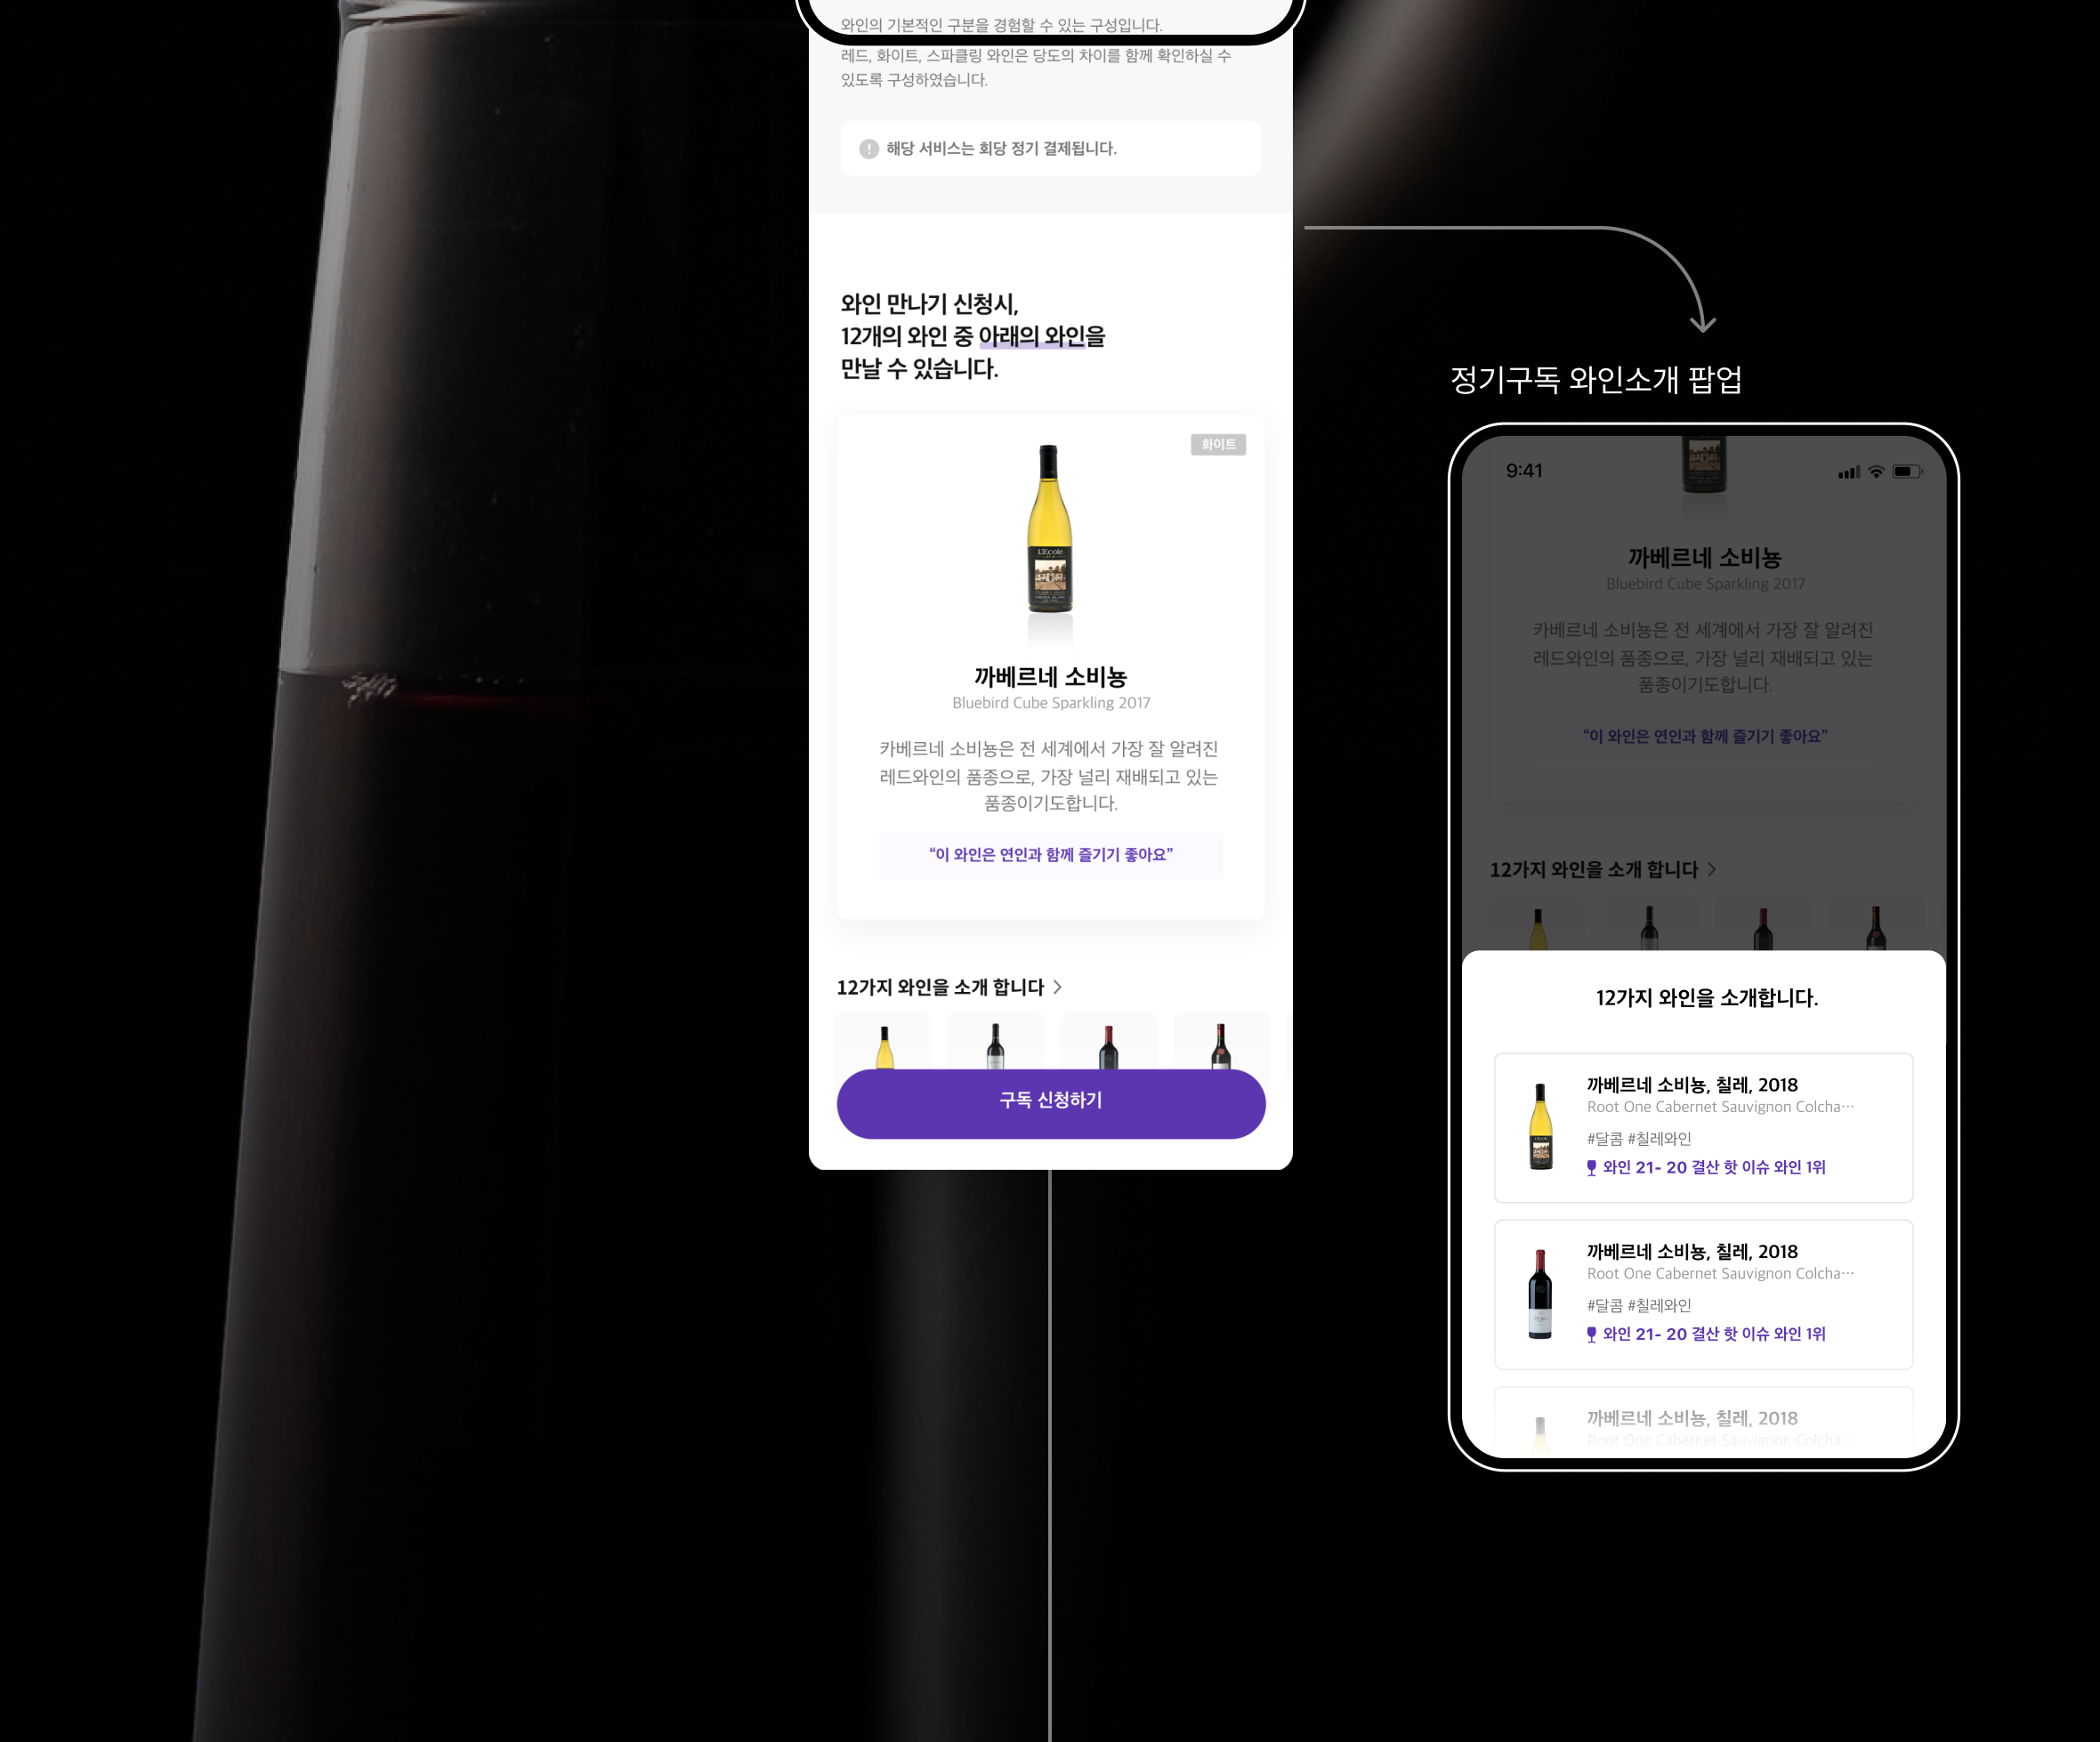 와인의 기본적인 구분을 경험할 수 있는 구성입니다.
레드, 화이트, 스파클링 와인은 당도의 차이를 함께 확인하실 수
있도록 구성하였습니다.
해당 서비스는 회당 정기 결제됩니다.
와인 만나기 신청시,
12개의 와인 중 아래의 와인을
만날 수 있습니다.
화이트
L'Ecole
까베르네 소비뇽
Bluebird Cube Sparkling 2017
카베르네 소비뇽은 전 세계에서 가장 잘 알려진
레드와인의 품종으로, 가장 널리 재배되고 있는
품종이기도합니다.
“이 와인은 연인과 함께 즐기기 좋아요”
12가지 와인을 소개 합니다
구독 신청하기
정기구독 와인소개 팝업
9:41
까베르네 소비뇽
Bluebird Cube Sparkling 2017
카베르네 소비뇽은 전 세계에서 가장 잘 알려진
레드와인의 품종으로, 가장 널리 재배되고 있는
품종이기도합니다.
“이 와인은 연인과 함께 즐기기 좋아요”
12가지 와인을 소개 합니다
12가지 와인을 소개합니다.
까베르네 소비뇽, 칠레, 2018
Root One Cabernet Sauvignon Colcha…
#달콤 #칠레와인
와인 21- 20 결산 핫 이슈 와인 1위
까베르네 소비뇽, 칠레, 2018
Root One Cabernet Sauvignon Colcha…
#달콤 #칠레와인
와인 21- 20 결산 핫 이슈 와인 1위
까베르네 소비뇽, 칠레, 2018
Root One Cabernet Sauvignon Colcha…